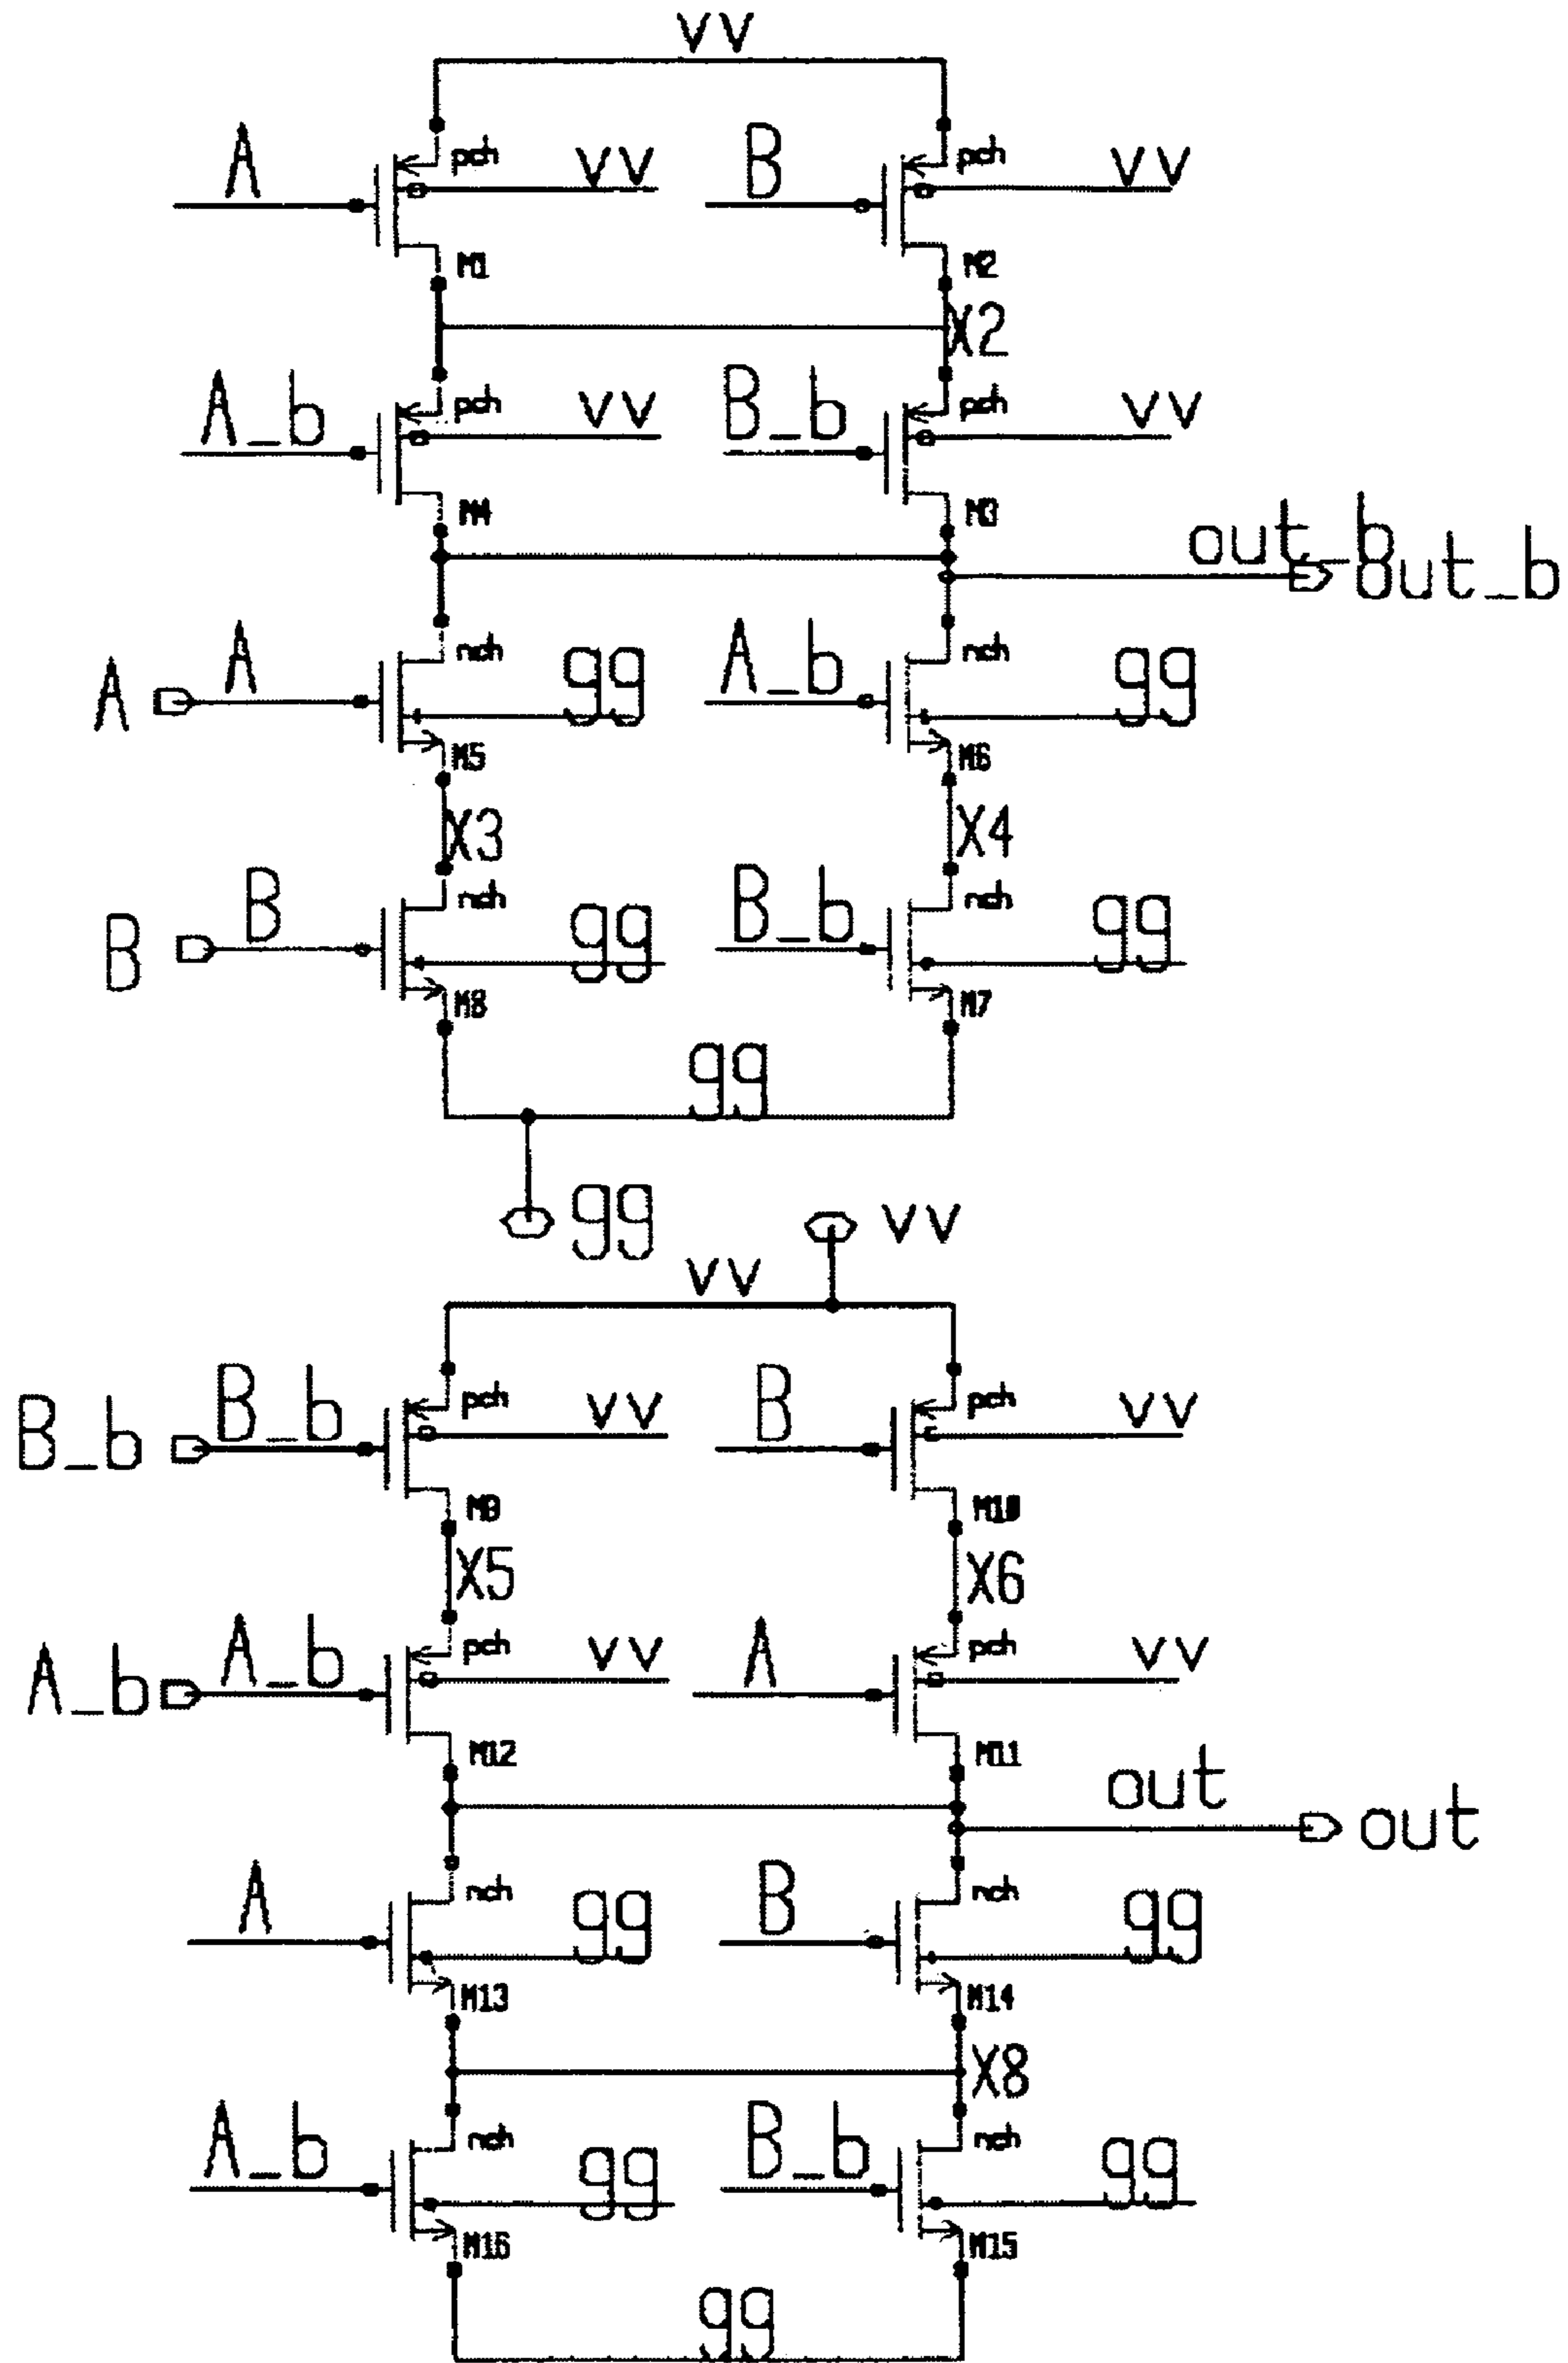 vv
A pch vv B pch vv
M1 M2
X2
A_b pch vv B_b pch vv
M4 M3
out_b out_b
A A nch gg A_b nch gg
M5 M6
X3 X4
B B nch gg B_b nch gg
M8 M7
gg
gg vv
vv
B_b B_b pch vv B pch vv
M9 M10
X5 X6
A_b A_b pch vv A pch vv
M12 M11
out out
A nch gg B nch gg
M13 M14
X8
A_b nch gg B_b nch gg
M16 M15
gg